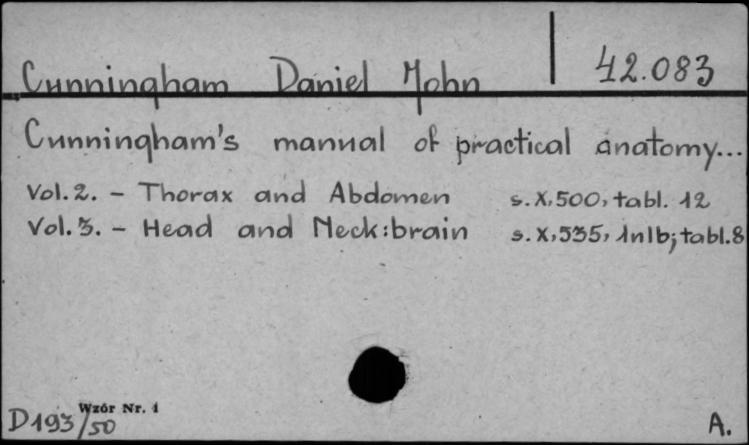 Cunningham Daniel John 42.083
Cunningham's manual of practical anatomy...
Vol. 2. - Thorax and Abdomen s. X, 500, tabl. 12
Vol. 3. - Head and Neck: brain s. X, 535, 1nlb; tabl. 8
Wzór Nr. 1
D193/50 A.